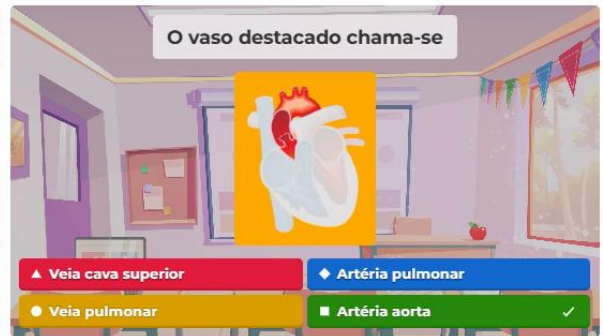 O vaso destacado chama-se
Veia cava superior
Artéria pulmonar
Veia pulmonar
Artéria aorta